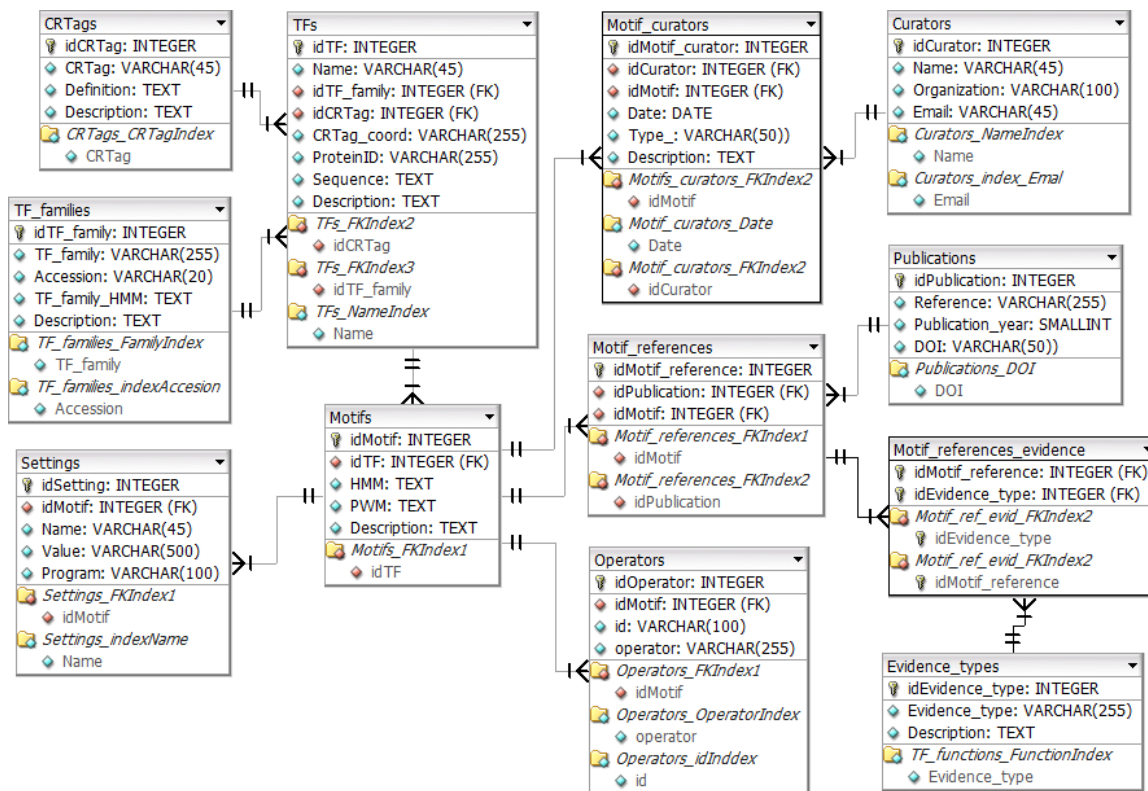 CRTags
idCRTag: INTEGER
CRTag: VARCHAR(45)
Definition: TEXT
Description: TEXT
CRTags_CRTagIndex
CRTag
TF_families
idTF_family: INTEGER
TF_family: VARCHAR(255)
Accession: VARCHAR(20)
TF_family_HMM: TEXT
Description: TEXT
TF_families_FamilyIndex
TF_family
TF_families_indexAccesion
Accession
Settings
idSetting: INTEGER
idMotif: INTEGER (FK)
Name: VARCHAR(45)
Value: VARCHAR(500)
Program: VARCHAR(100)
Settings_FKIndex1
idMotif
Settings_indexName
Name
TFs
idTF: INTEGER
Name: VARCHAR(45)
idTF_family: INTEGER (FK)
idCRTag: INTEGER (FK)
CRTag_coord: VARCHAR(255)
ProteinID: VARCHAR(255)
Sequence: TEXT
Description: TEXT
TFs_FKIndex2
idCRTag
TFs_FKIndex3
idTF_family
TFs_NameIndex
Name
Motifs
idMotif: INTEGER
idTF: INTEGER (FK)
HMM: TEXT
PWM: TEXT
Description: TEXT
Motifs_FKIndex1
idTF
Motif_curators
idMotif_curator: INTEGER
idCurator: INTEGER (FK)
idMotif: INTEGER (FK)
Date: DATE
Type_: VARCHAR(50))
Description: TEXT
Motifs_curators_FKIndex2
idMotif
Motif_curators_Date
Date
Motif_curators_FKIndex2
idCurator
Motif_references
idMotif_reference: INTEGER
idPublication: INTEGER (FK)
idMotif: INTEGER (FK)
Motif_references_FKIndex1
idMotif
Motif_references_FKIndex2
idPublication
Operators
idOperator: INTEGER
idMotif: INTEGER (FK)
id: VARCHAR(100)
operator: VARCHAR(255)
Operators_FKIndex1
idMotif
Operators_OperatorIndex
operator
Operators_idInddex
id
Curators
idCurator: INTEGER
Name: VARCHAR(45)
Organization: VARCHAR(100)
Email: VARCHAR(45)
Curators_NameIndex
Name
Curators_index_Emal
Email
Publications
idPublication: INTEGER
Reference: VARCHAR(255)
Publication_year: SMALLINT
DOI: VARCHAR(50))
Publications_DOI
DOI
Motif_references_evidence
idMotif_reference: INTEGER (FK)
idEvidence_type: INTEGER (FK)
Motif_ref_evid_FKIndex2
idEvidence_type
Motif_ref_evid_FKIndex2
idMotif_reference
Evidence_types
idEvidence_type: INTEGER
Evidence_type: VARCHAR(255)
Description: TEXT
TF_functions_FunctionIndex
Evidence_type